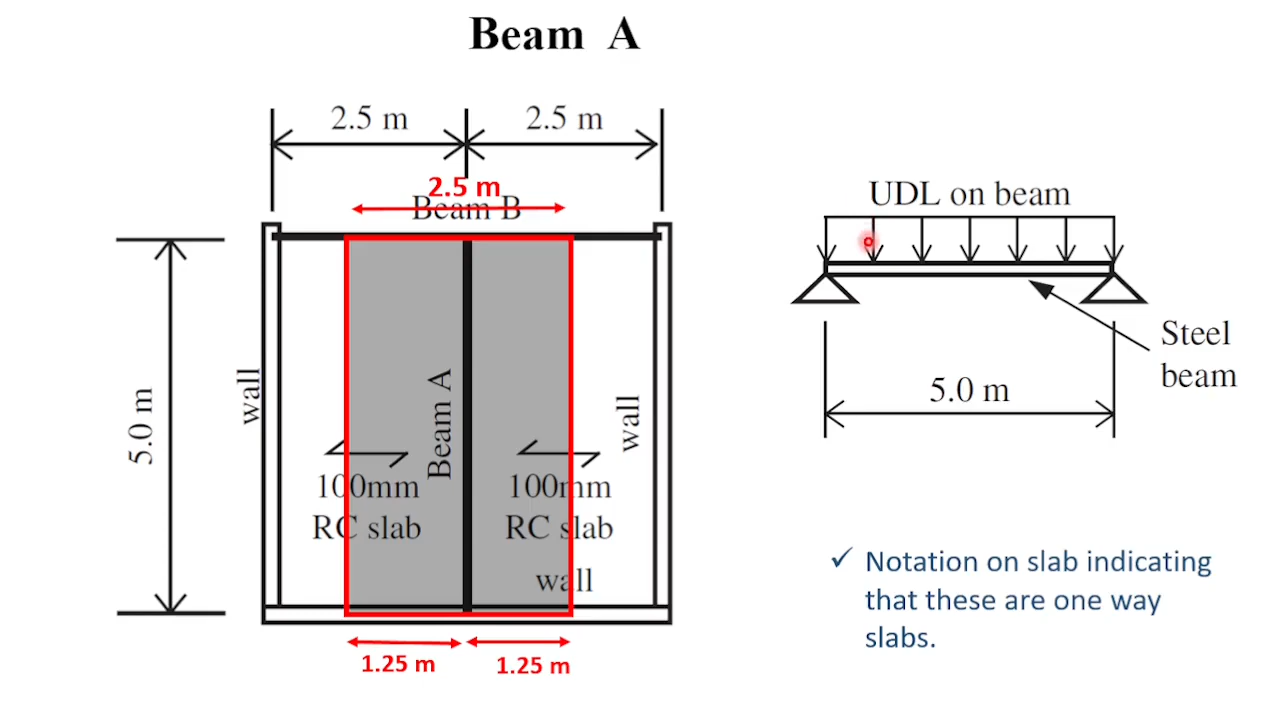 Beam A
2.5 m
2.5 m
2.5 m
Beam B
5.0 m
wall
Beam A
wall
100mm
RC slab
100mm
RC slab
wall
1.25 m
1.25 m
UDL on beam
Steel
beam
5.0 m
✓ Notation on slab indicating
that these are one way
slabs.